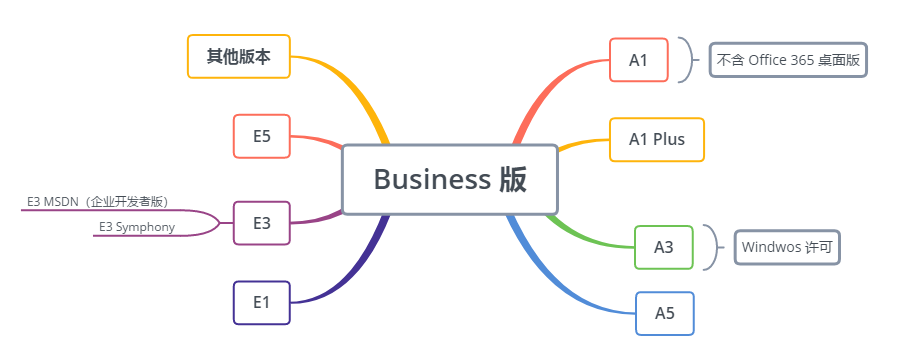 其他版本
A1
不含 Office 365 桌面版
E5
A1 Plus
Business 版
E3 MSDN（企业开发者版）
E3 Symphony
E3
A3
Windwos 许可
E1
A5